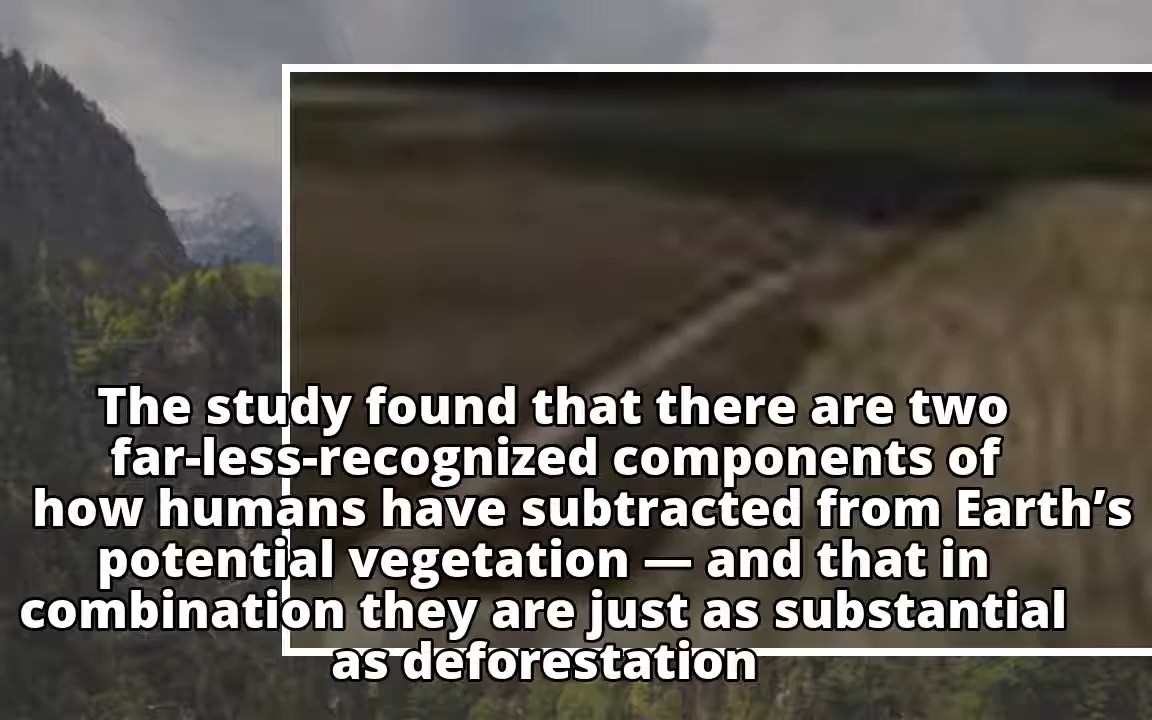 The study found that there are two
far-less-recognized components of
how humans have subtracted from Earth’s
potential vegetation — and that in
combination they are just as substantial
as deforestation